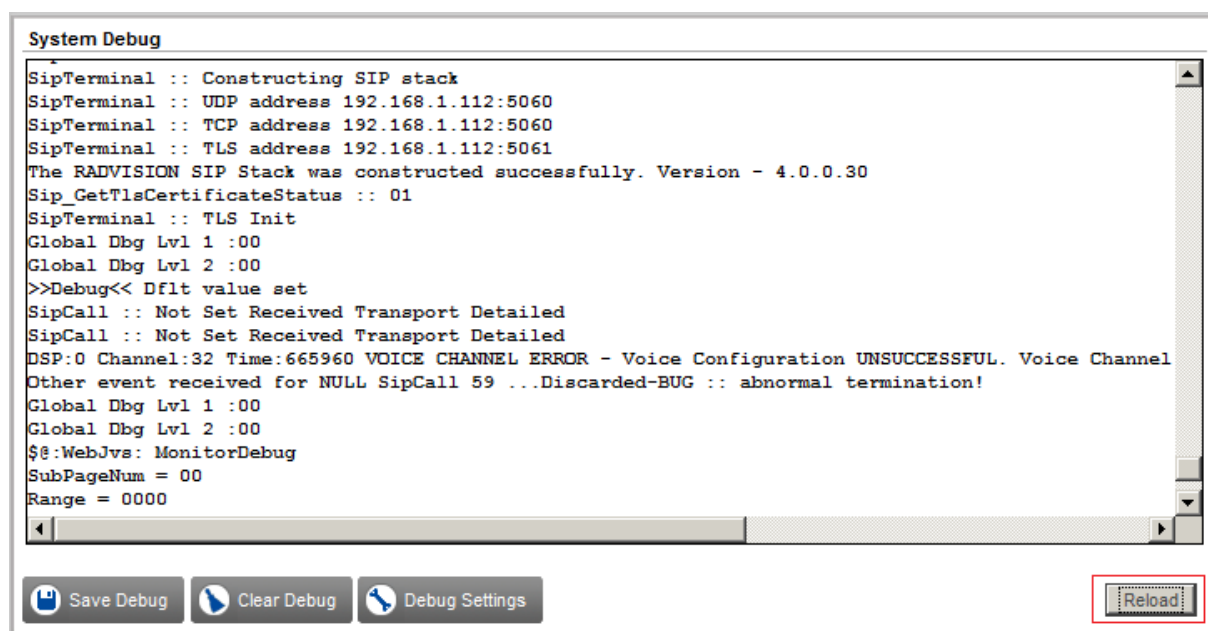 System Debug
SipTerminal :: Constructing SIP stack
SipTerminal :: UDP address 192.168.1.112:5060
SipTerminal :: TCP address 192.168.1.112:5060
SipTerminal :: TLS address 192.168.1.112:5061
The RADVISION SIP Stack was constructed successfully. Version - 4.0.0.30
Sip_GetTlsCertificateStatus :: 01
SipTerminal :: TLS Init
Global Dbg Lvl 1 :00
Global Dbg Lvl 2 :00
>>Debug<< Dflt value set
SipCall :: Not Set Received Transport Detailed
SipCall :: Not Set Received Transport Detailed
DSP:0 Channel:32 Time:665960 VOICE CHANNEL ERROR - Voice Configuration UNSUCCESSFUL. Voice Channel
Other event received for NULL SipCall 59 ...Discarded-BUG :: abnormal termination!
Global Dbg Lvl 1 :00
Global Dbg Lvl 2 :00
$@:WebJvs: MonitorDebug
SubPageNum = 00
Range = 0000
Save Debug Clear Debug Debug Settings Reload